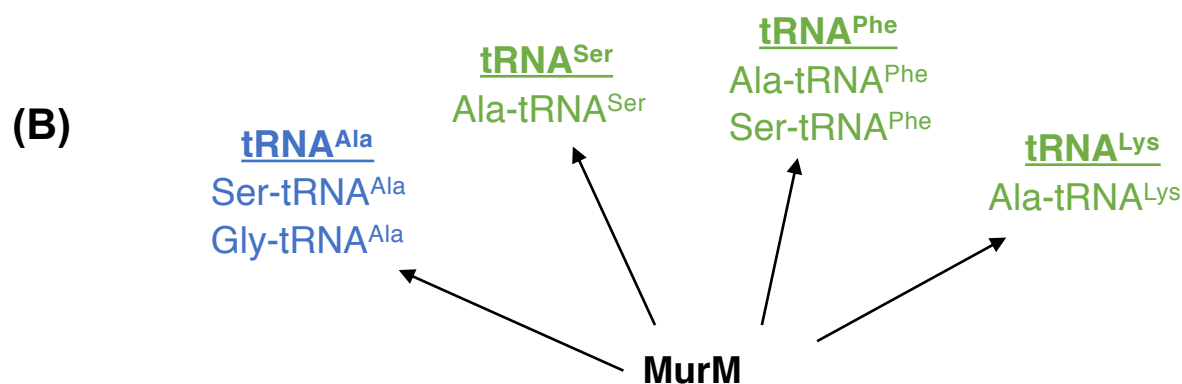 (B)
tRNAᴬˡᵃ
Ser-tRNAᴬˡᵃ
Gly-tRNAᴬˡᵃ
tRNAˢᵉʳ
Ala-tRNAˢᵉʳ
tRNAᴾʰᵉ
Ala-tRNAᴾʰᵉ
Ser-tRNAᴾʰᵉ
tRNAᴸʸˢ
Ala-tRNAᴸʸˢ
MurM